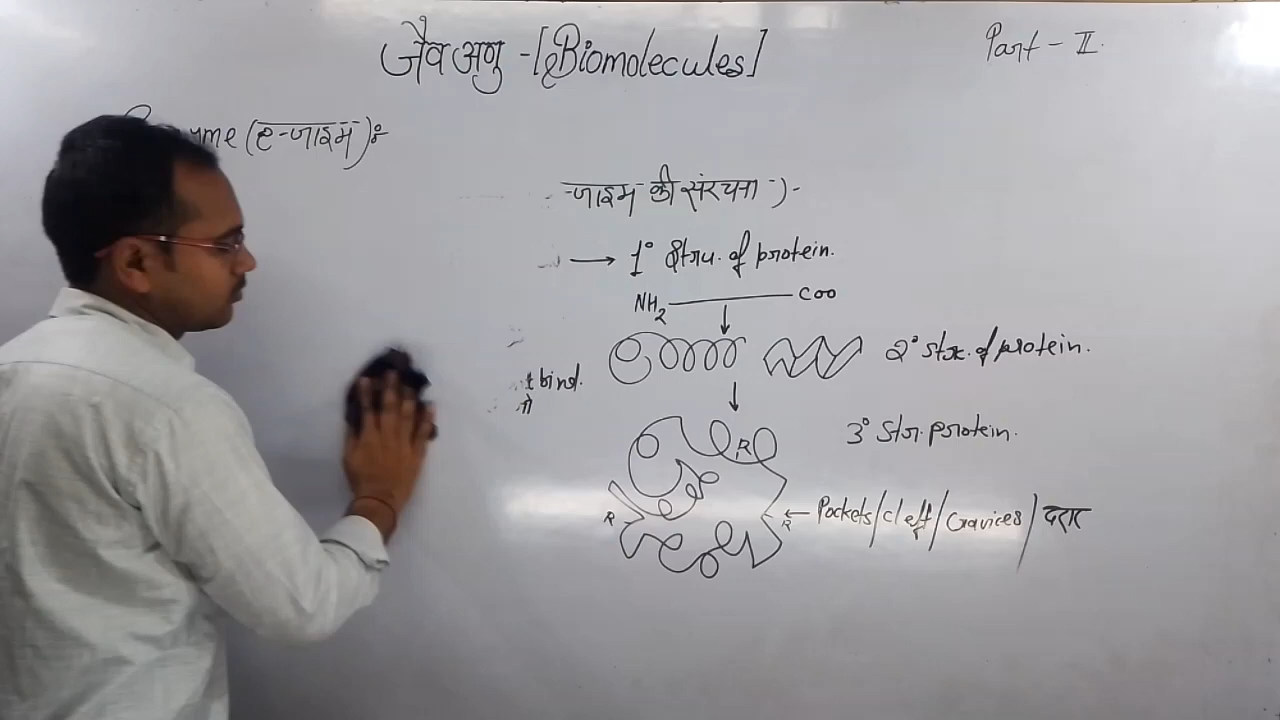 जैव अणु -[Biomolecules]
Part - II.
(ए-जाइम):
-जाइम की संरचना :)-
→ 1° Stru. of protein.
NH2 COO
2° Str. of protein.
bind.
3° Str. protein.
R
R ← Pockets/cleft/Cravices/दरार
R